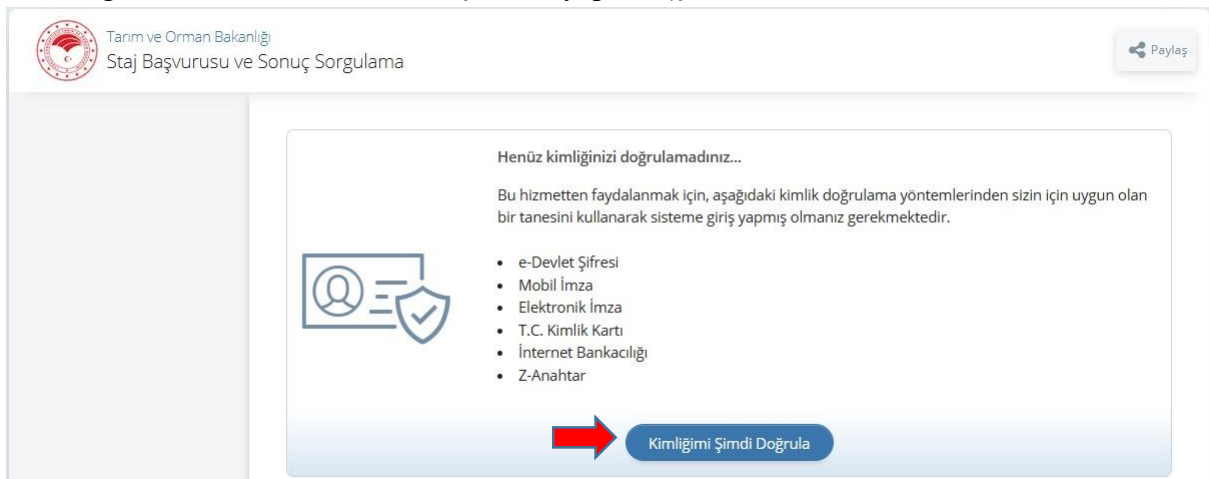 Tarım ve Orman Bakanlığı
Staj Başvurusu ve Sonuç Sorgulama
Paylaş
Henüz kimliğinizi doğrulamadınız...
Bu hizmetten faydalanmak için, aşağıdaki kimlik doğrulama yöntemlerinden sizin için uygun olan
bir tanesini kullanarak sisteme giriş yapmış olmanız gerekmektedir.
• e-Devlet Şifresi
• Mobil İmza
• Elektronik İmza
• T.C. Kimlik Kartı
• İnternet Bankacılığı
• Z-Anahtar
Kimliğimi Şimdi Doğrula